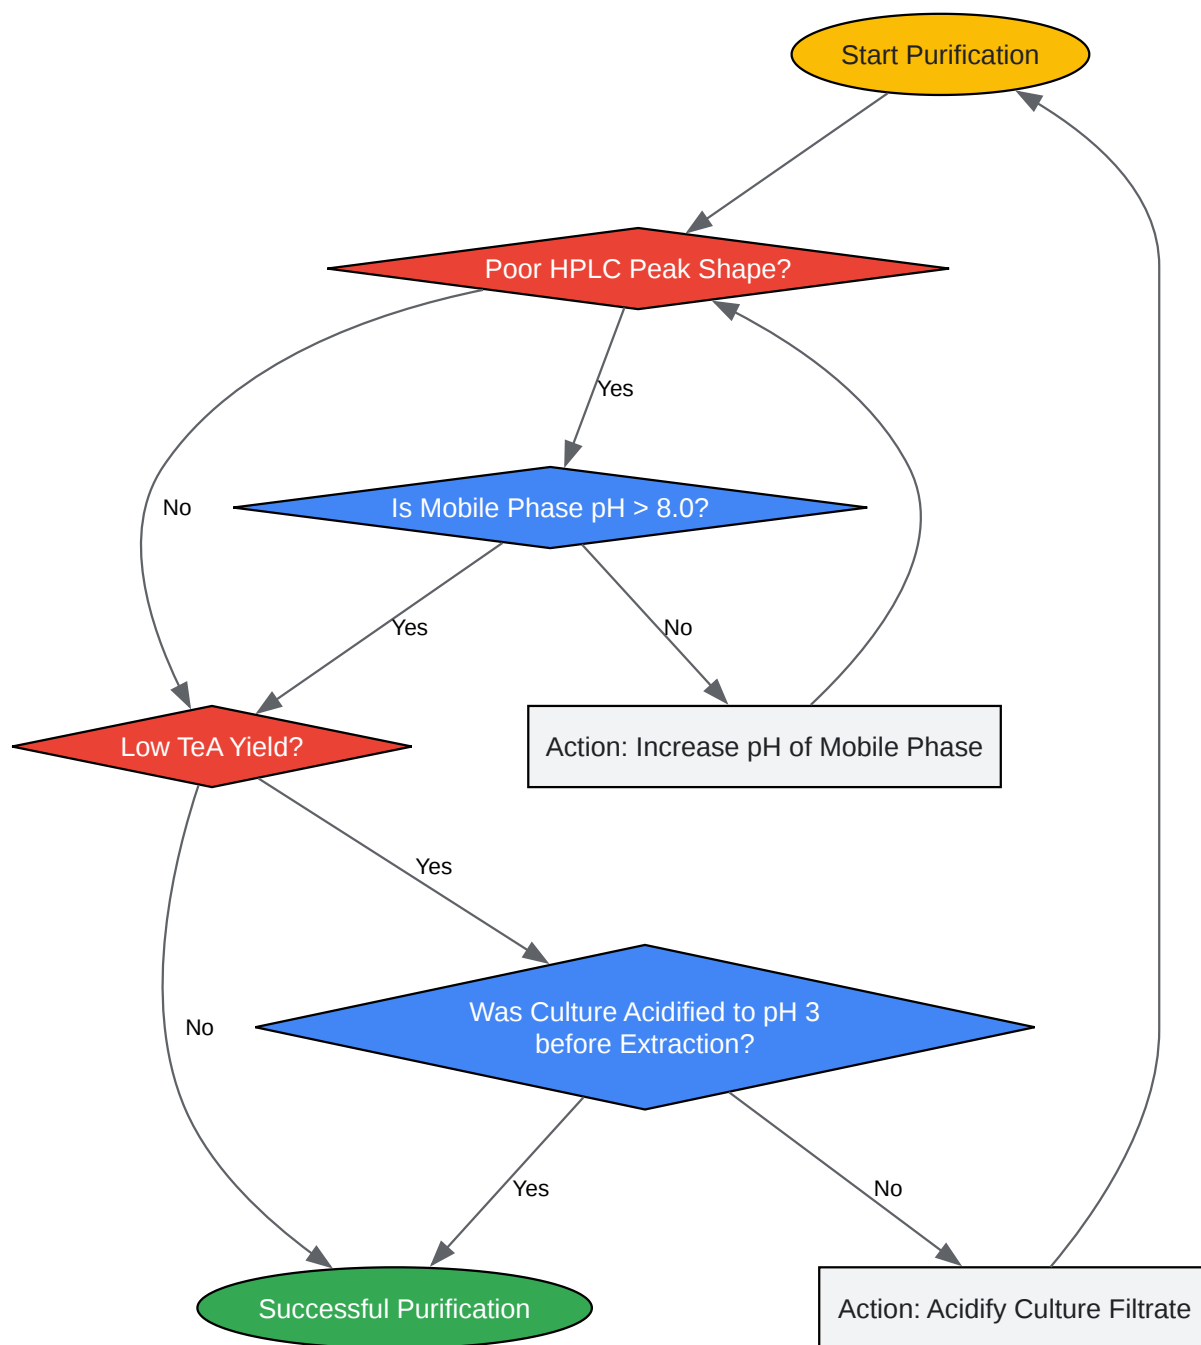 Start Purification
Poor HPLC Peak Shape?
Yes
Is Mobile Phase pH > 8.0?
No
Yes
No
Low TeA Yield?
Action: Increase pH of Mobile Phase
Yes
Was Culture Acidified to pH 3
before Extraction?
No
Yes
No
Successful Purification
Action: Acidify Culture Filtrate